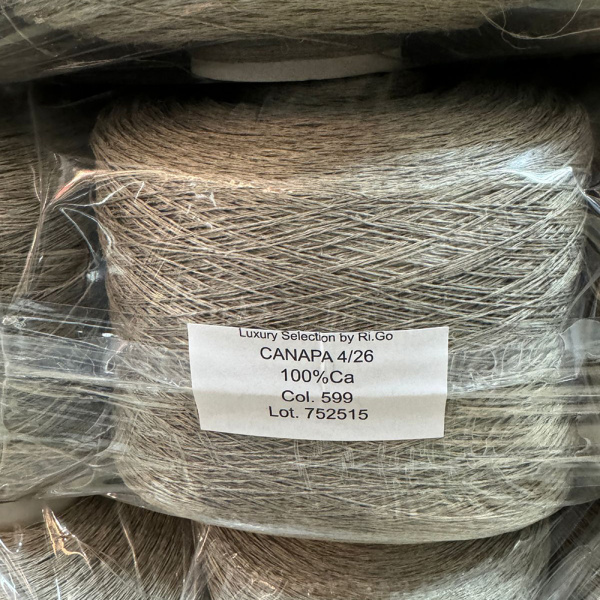 Luxury Selection by Ri.Go
CANAPA 4/26
100%Ca
Col. 599
Lot. 752515